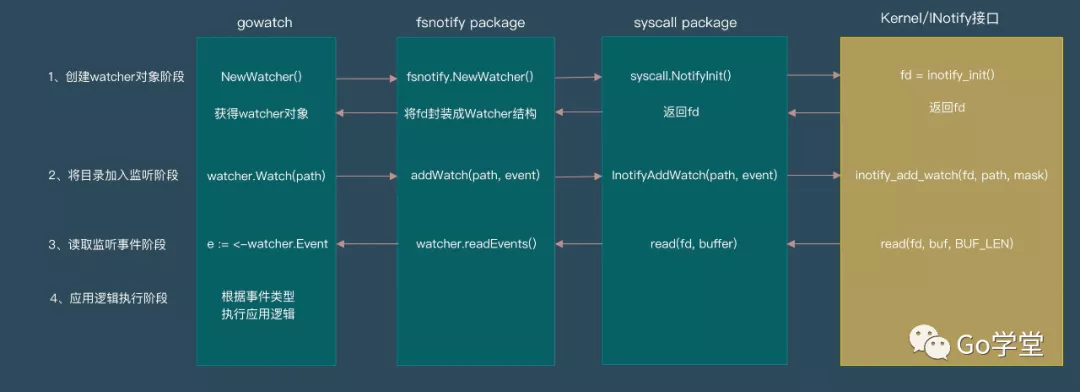 gowatch
fsnotify package
syscall package
Kernel/INotify接口
1、创建watcher对象阶段
NewWatcher()
fsnotify.NewWatcher()
syscall.NotifyInit()
fd = inotify_init()
获得watcher对象
将fd封装成Watcher结构
返回fd
返回fd
2、将目录加入监听阶段
watcher.Watch(path)
addWatch(path, event)
InotifyAddWatch(path, event)
inotify_add_watch(fd, path, mask)
3、读取监听事件阶段
e := <-watcher.Event
watcher.readEvents()
read(fd, buffer)
read(fd, buf, BUF_LEN)
4、应用逻辑执行阶段
根据事件类型
执行应用逻辑
Go学堂